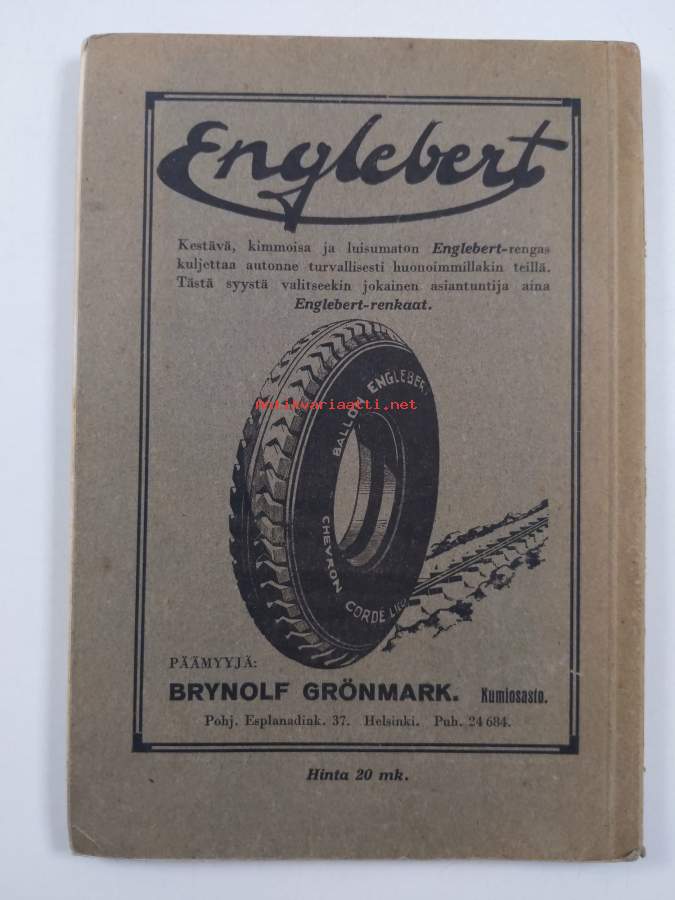 Englebert
Kestävä, kimmoisa ja luisumaton Englebert-rengas
kuljettaa autonne turvallisesti huonoimmillakin teillä.
Tästä syystä valitseekin jokainen asiantuntija aina
Englebert-renkaat.
Antikvariaatti.net
BALLON ENGLEBERT
CHEVRON CORDE
PÄÄMYYJÄ:
BRYNOLF GRÖNMARK. Kumiosasto.
Pohj. Esplanadink. 37. Helsinki. Puh. 24 684.
Hinta 20 mk.